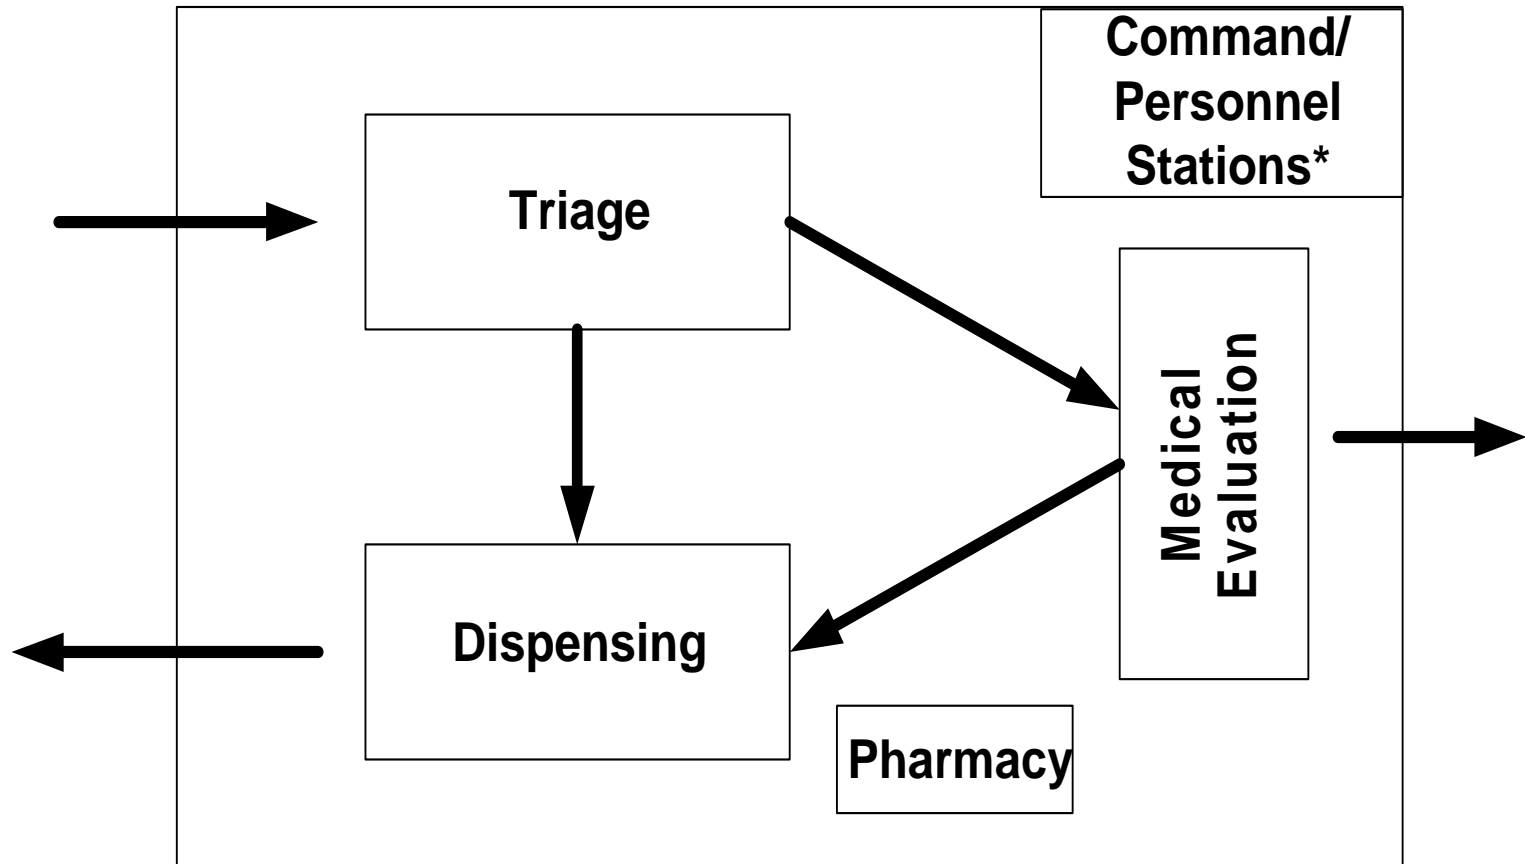 Command/
Personnel
Stations*
Triage
Medical
Evaluation
Dispensing
Pharmacy